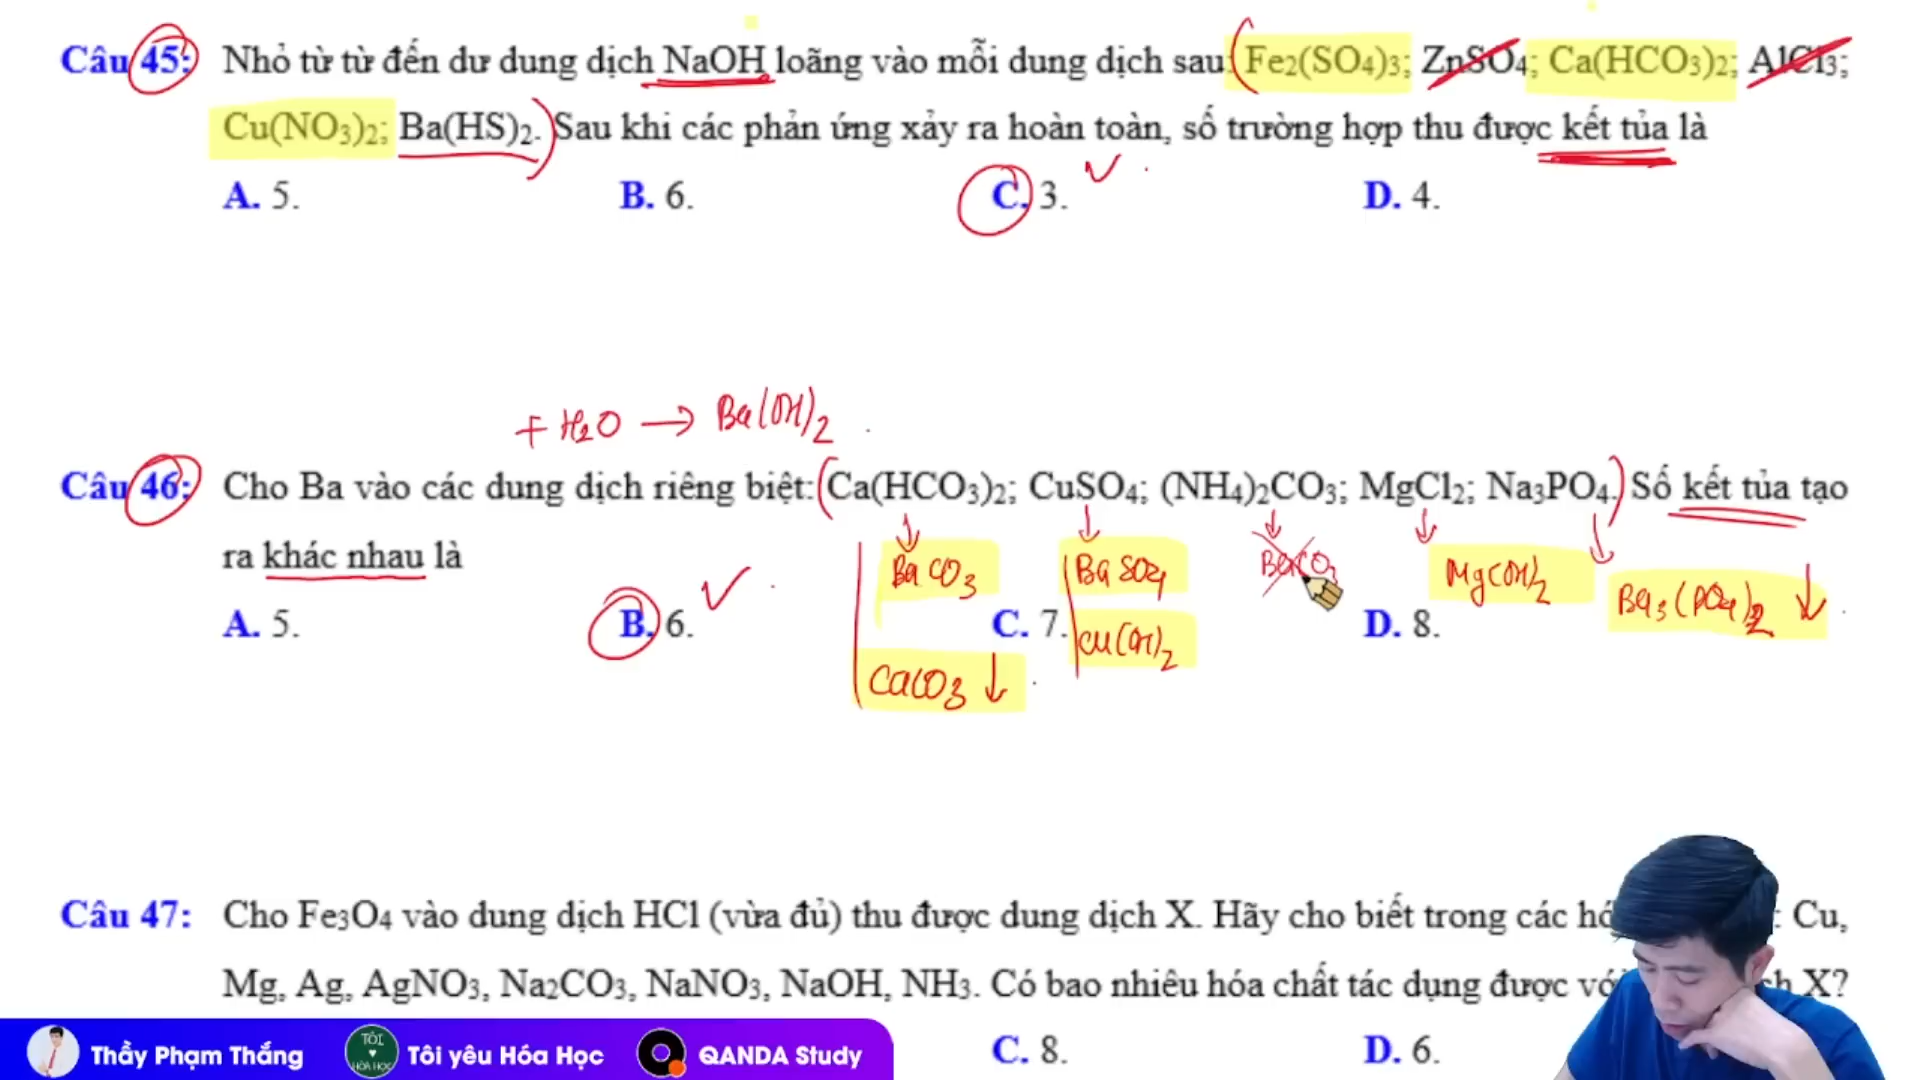 Câu 45: Nhỏ từ từ đến dư dung dịch NaOH loãng vào mỗi dung dịch sau: Fe2(SO4)3; ZnSO4; Ca(HCO3)2; AlCl3;
Cu(NO3)2; Ba(HS)2. Sau khi các phản ứng xảy ra hoàn toàn, số trường hợp thu được kết tủa là
A. 5. B. 6. C. 3. D. 4.
+ H2O → Ba(OH)2
Câu 46: Cho Ba vào các dung dịch riêng biệt: Ca(HCO3)2; CuSO4; (NH4)2CO3; MgCl2; Na3PO4. Số kết tủa tạo
ra khác nhau là
BaCO3 BaSO4 BaCO3 Mg(OH)2 Ba3(PO4)2 ↓
A. 5. B. 6. C. 7. D. 8.
Cu(OH)2
CaCO3 ↓
Câu 47: Cho Fe3O4 vào dung dịch HCl (vừa đủ) thu được dung dịch X. Hãy cho biết trong các : Cu,
Mg, Ag, AgNO3, Na2CO3, NaNO3, NaOH, NH3. Có bao nhiêu hóa chất tác dụng được X?
C. 8. D. 6.
Thầy Phạm Thắng TÔI ♥ HÓA HỌC Tôi yêu Hóa Học QANDA Study